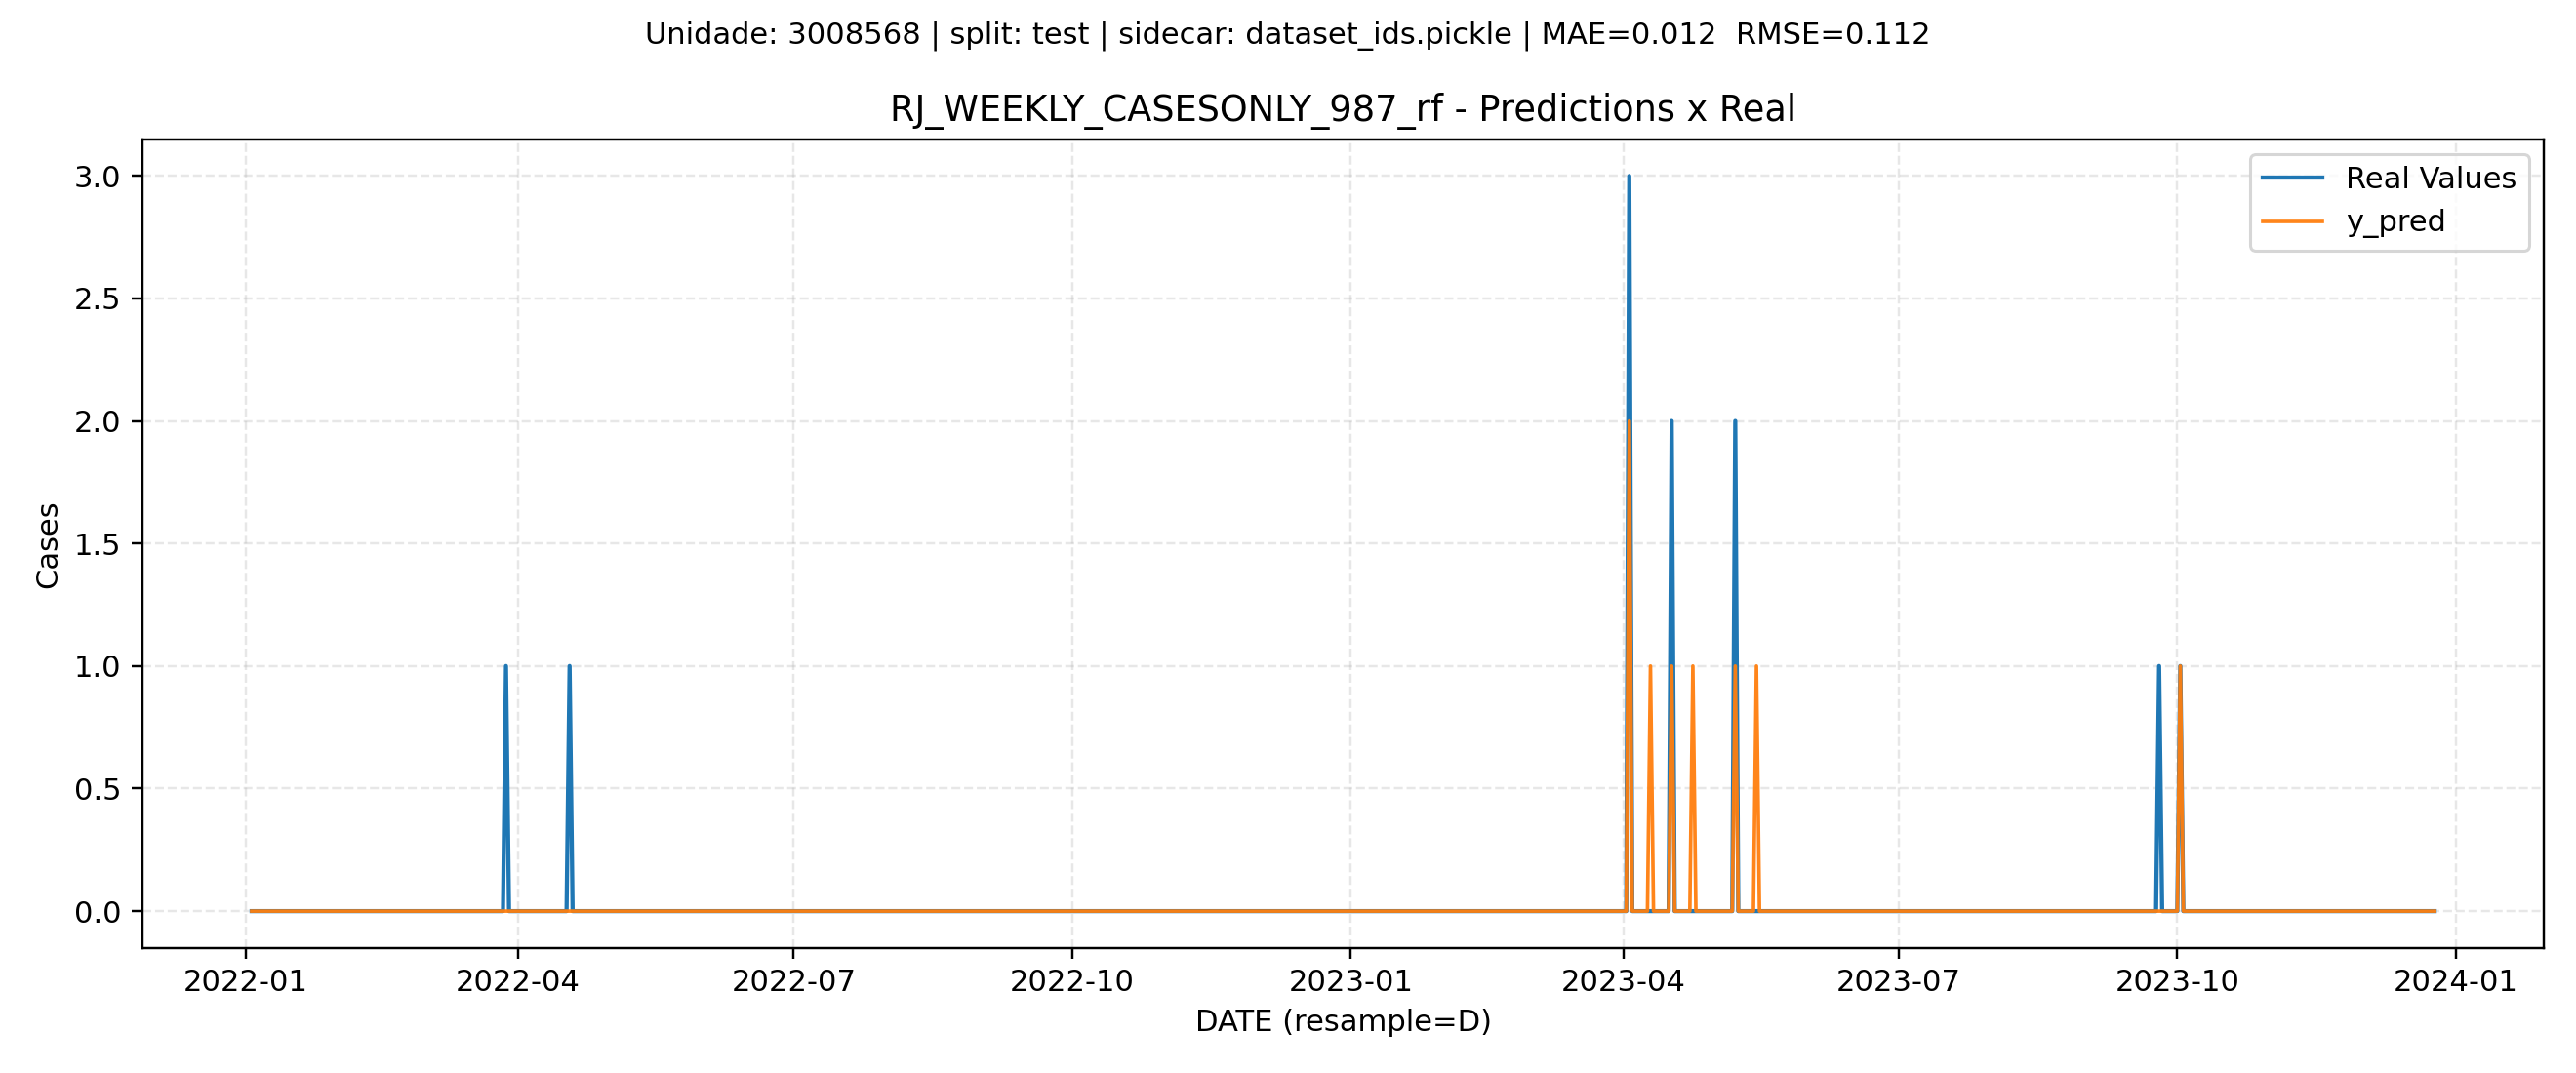 Unidade: 3008568 | split: test | sidecar: dataset_ids.pickle | MAE=0.012  RMSE=0.112
RJ_WEEKLY_CASESONLY_987_rf - Predictions x Real
Real Values
y_pred
Cases
3.0
2.5
2.0
1.5
1.0
0.5
0.0
2022-01
2022-04
2022-07
2022-10
2023-01
2023-04
2023-07
2023-10
2024-01
DATE (resample=D)